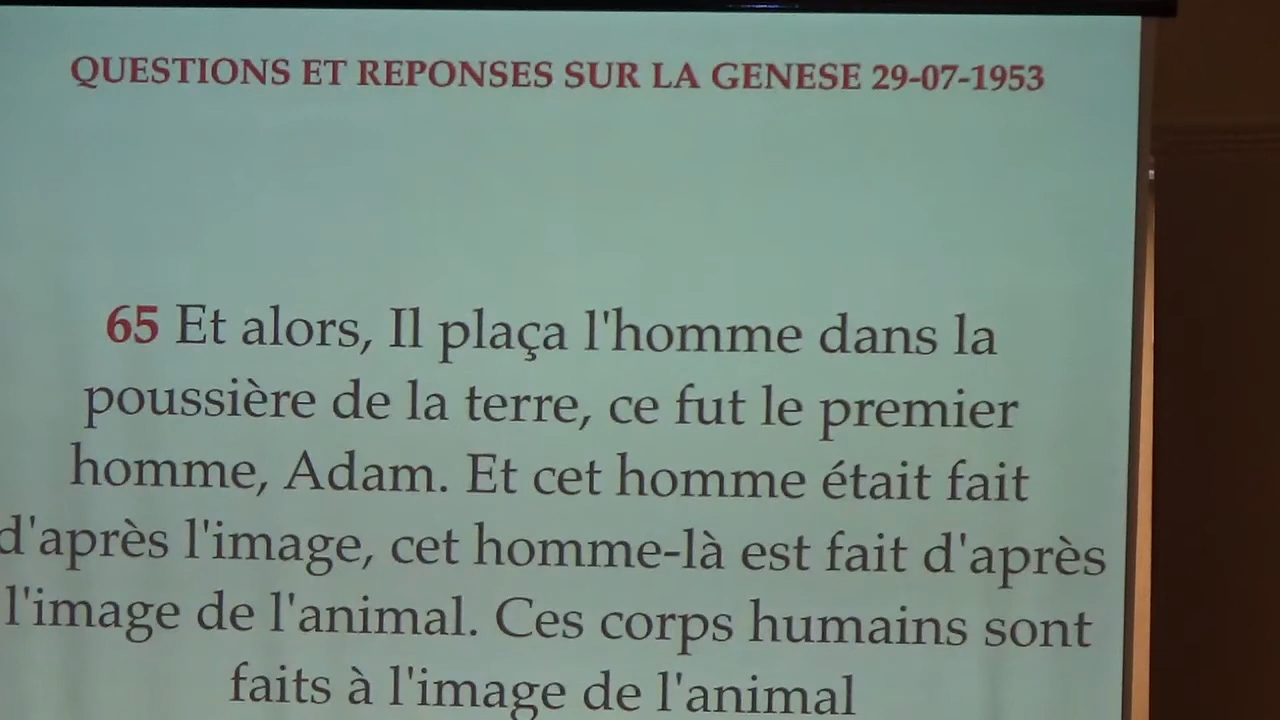 QUESTIONS ET REPONSES SUR LA GENESE 29-07-1953
65 Et alors, Il plaça l'homme dans la
poussière de la terre, ce fut le premier
homme, Adam. Et cet homme était fait
d'après l'image, cet homme-là est fait d'après
l'image de l'animal. Ces corps humains sont
faits à l'image de l'animal